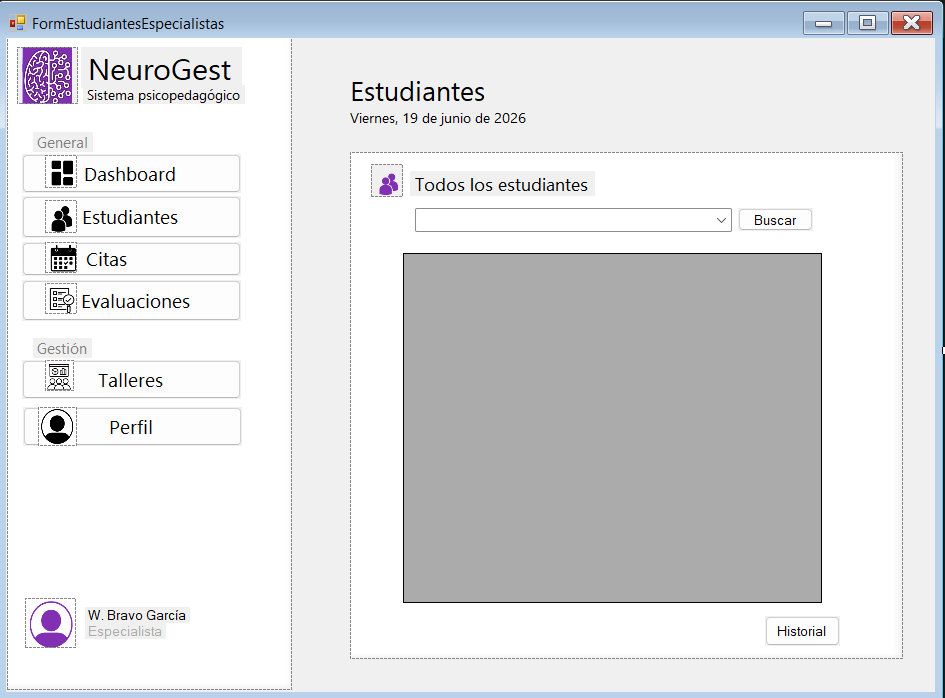 FormEstudiantesEspecialistas
NeuroGest
Sistema psicopedagógico
General
Dashboard
Estudiantes
Citas
Evaluaciones
Gestión
Talleres
Perfil
W. Bravo García
Especialista
Estudiantes
Viernes, 19 de junio de 2026
Todos los estudiantes
Buscar
Historial